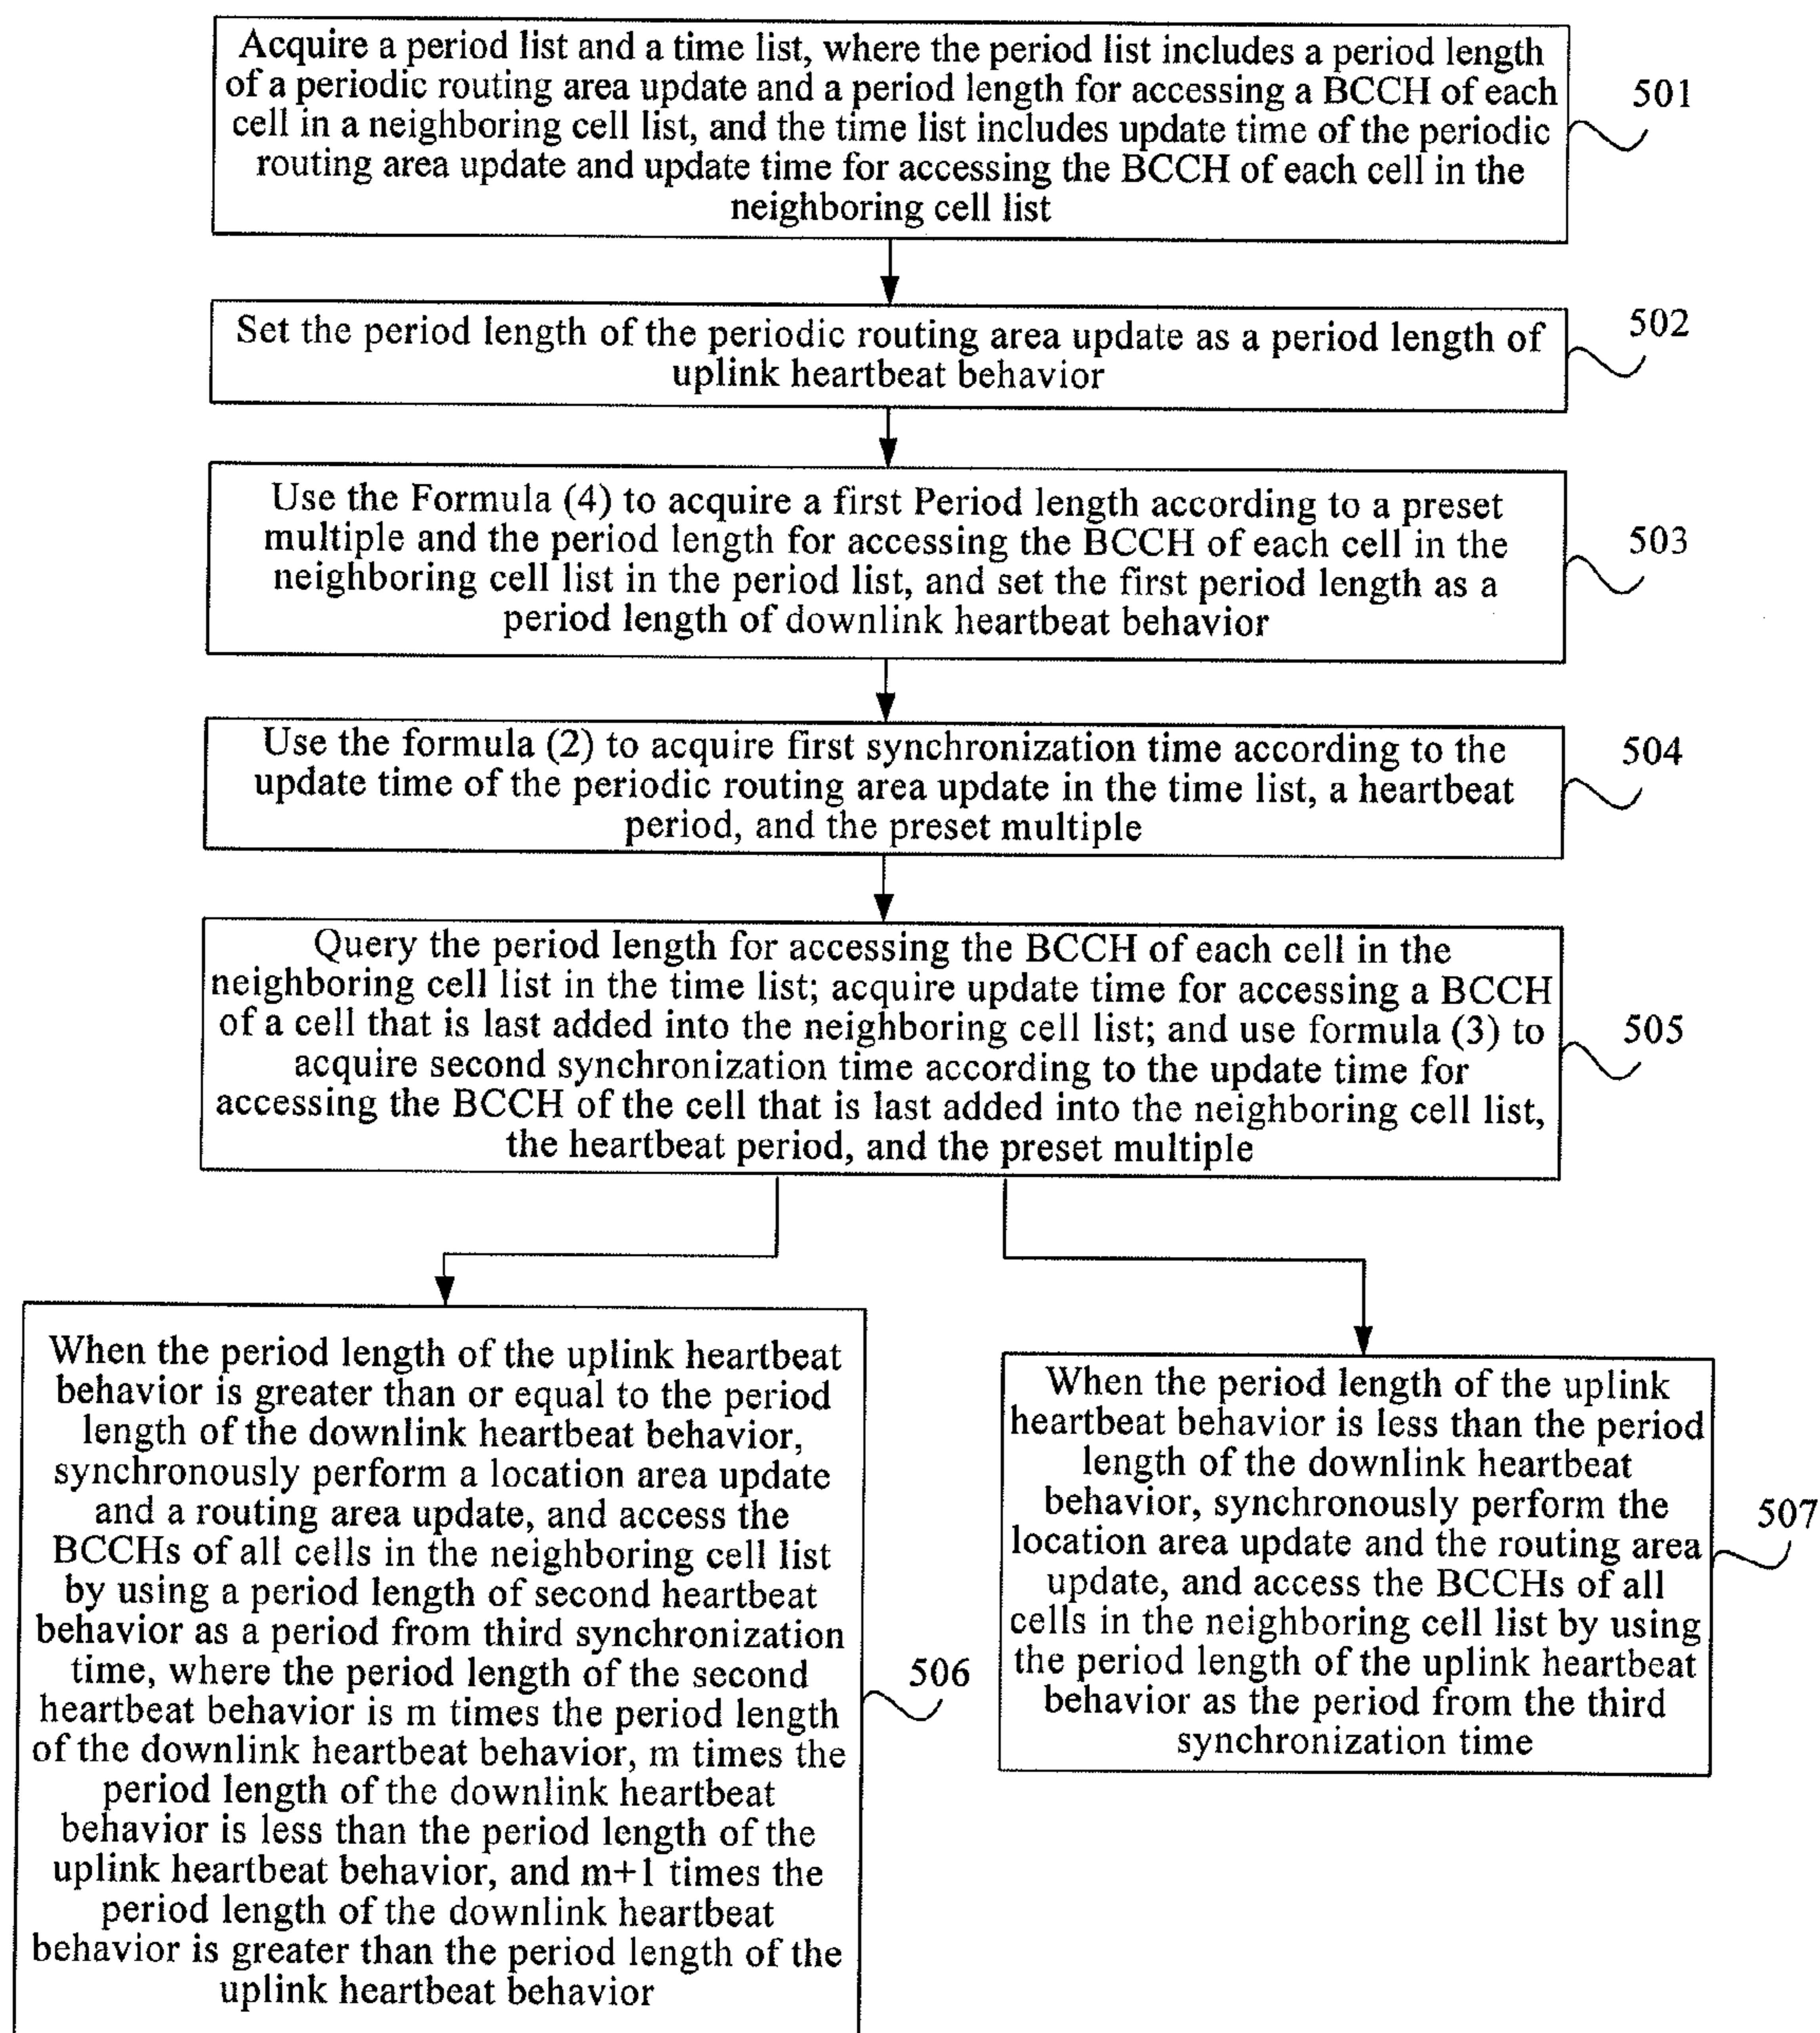 Acquire a period list and a time list, where the period list includes a period length
of a periodic routing area update and a period length for accessing a BCCH of each
cell in a neighboring cell list, and the time list includes update time of the periodic
routing area update and update time for accessing the BCCH of each cell in the
neighboring cell list
501
Set the period length of the periodic routing area update as a period length of
uplink heartbeat behavior
502
Use the Formula (4) to acquire a first Period length according to a preset
multiple and the period length for accessing the BCCH of each cell in the
neighboring cell list in the period list, and set the first period length as a
period length of downlink heartbeat behavior
503
Use the formula (2) to acquire first synchronization time according to the
update time of the periodic routing area update in the time list, a heartbeat
period, and the preset multiple
504
Query the period length for accessing the BCCH of each cell in the
neighboring cell list in the time list; acquire update time for accessing a BCCH
of a cell that is last added into the neighboring cell list; and use formula (3) to
acquire second synchronization time according to the update time for
accessing the BCCH of the cell that is last added into the neighboring cell list,
the heartbeat period, and the preset multiple
505
When the period length of the uplink heartbeat
behavior is greater than or equal to the period
length of the downlink heartbeat behavior,
synchronously perform a location area update
and a routing area update, and access the
BCCHs of all cells in the neighboring cell list
by using a period length of second heartbeat
behavior as a period from third synchronization
time, where the period length of the second
heartbeat behavior is m times the period length
of the downlink heartbeat behavior, m times the
period length of the downlink heartbeat
behavior is less than the period length of the
uplink heartbeat behavior, and m+1 times the
period length of the downlink heartbeat
behavior is greater than the period length of the
uplink heartbeat behavior
506
When the period length of the uplink
heartbeat behavior is less than the period
length of the downlink heartbeat
behavior, synchronously perform the
location area update and the routing area
update, and access the BCCHs of all
cells in the neighboring cell list by using
the period length of the uplink heartbeat
behavior as the period from the third
synchronization time
507